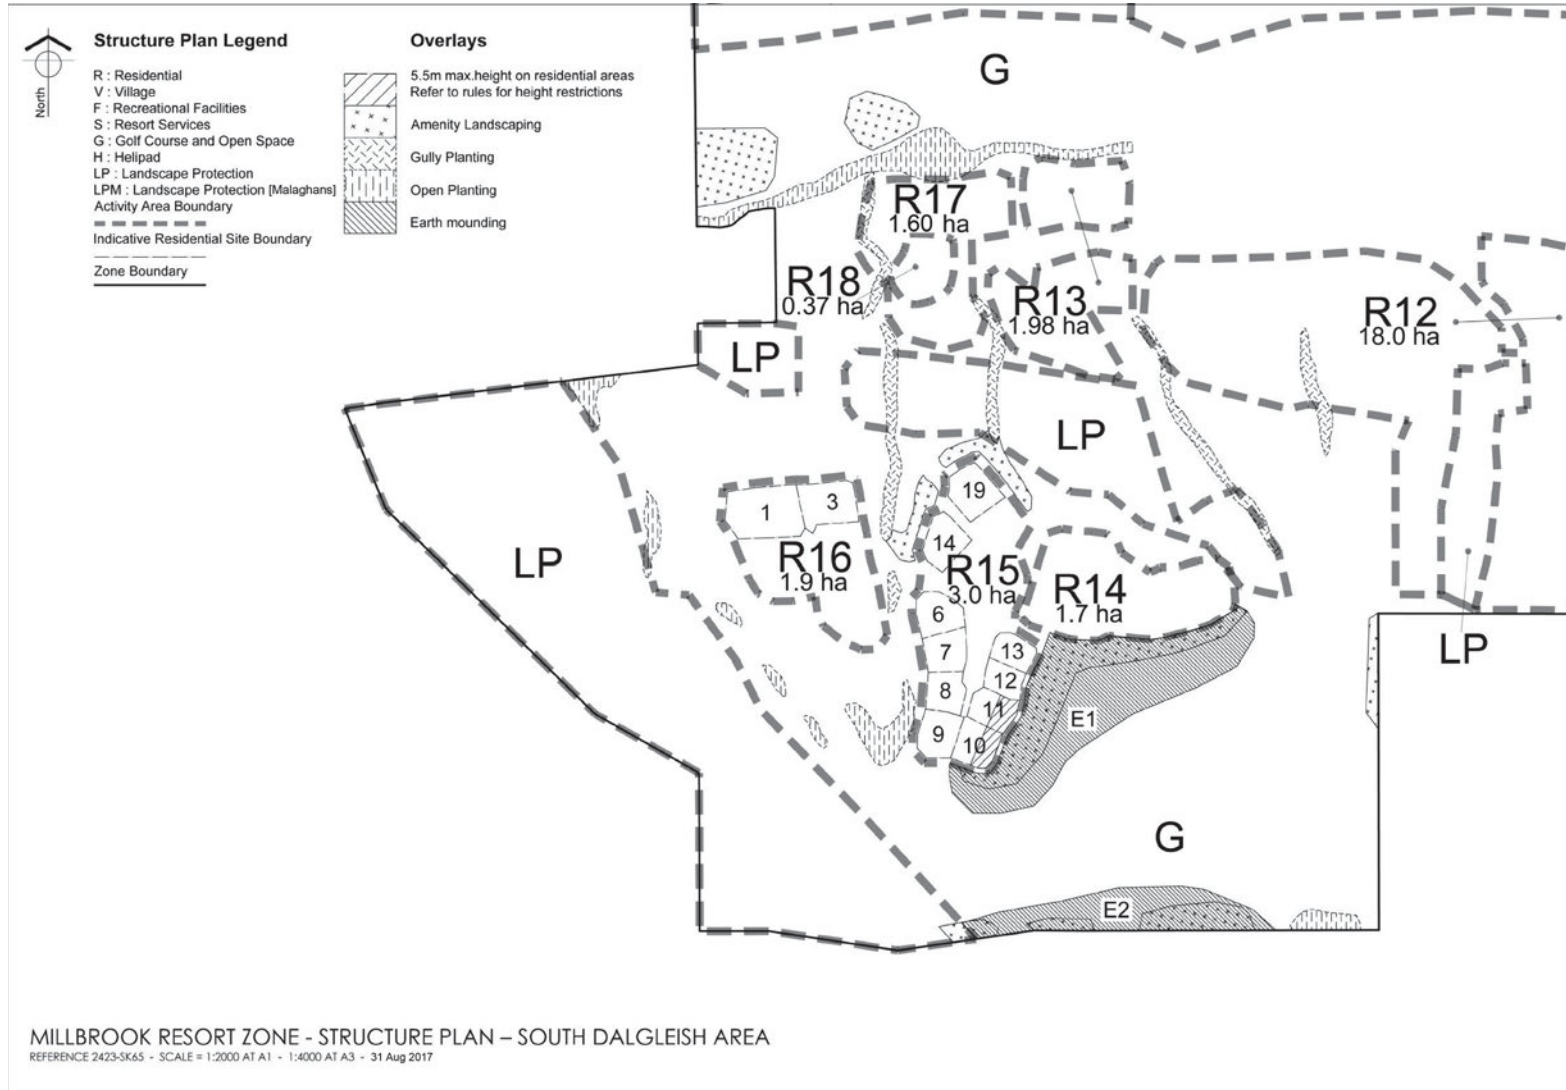 North
Structure Plan Legend
R : Residential
V : Village
F : Recreational Facilities
S : Resort Services
G : Golf Course and Open Space
H : Helipad
LP : Landscape Protection
LPM : Landscape Protection [Malaghans]
Activity Area Boundary
Indicative Residential Site Boundary
Zone Boundary
Overlays
5.5m max.height on residential areas
Refer to rules for height restrictions
Amenity Landscaping
Gully Planting
Open Planting
Earth mounding
G
R17
1.60 ha
R18
0.37 ha
R13
1.98 ha
R12
18.0 ha
LP
LP
19
1
3
14
R16
1.9 ha
LP
R15
3.0 ha
R14
1.7 ha
6
7
8
9
13
12
11
10
LP
E1
G
E2
MILLBROOK RESORT ZONE - STRUCTURE PLAN – SOUTH DALGLEISH AREA
REFERENCE 2423-SK65 - SCALE = 1:2000 AT A1 - 1:4000 AT A3 - 31 Aug 2017